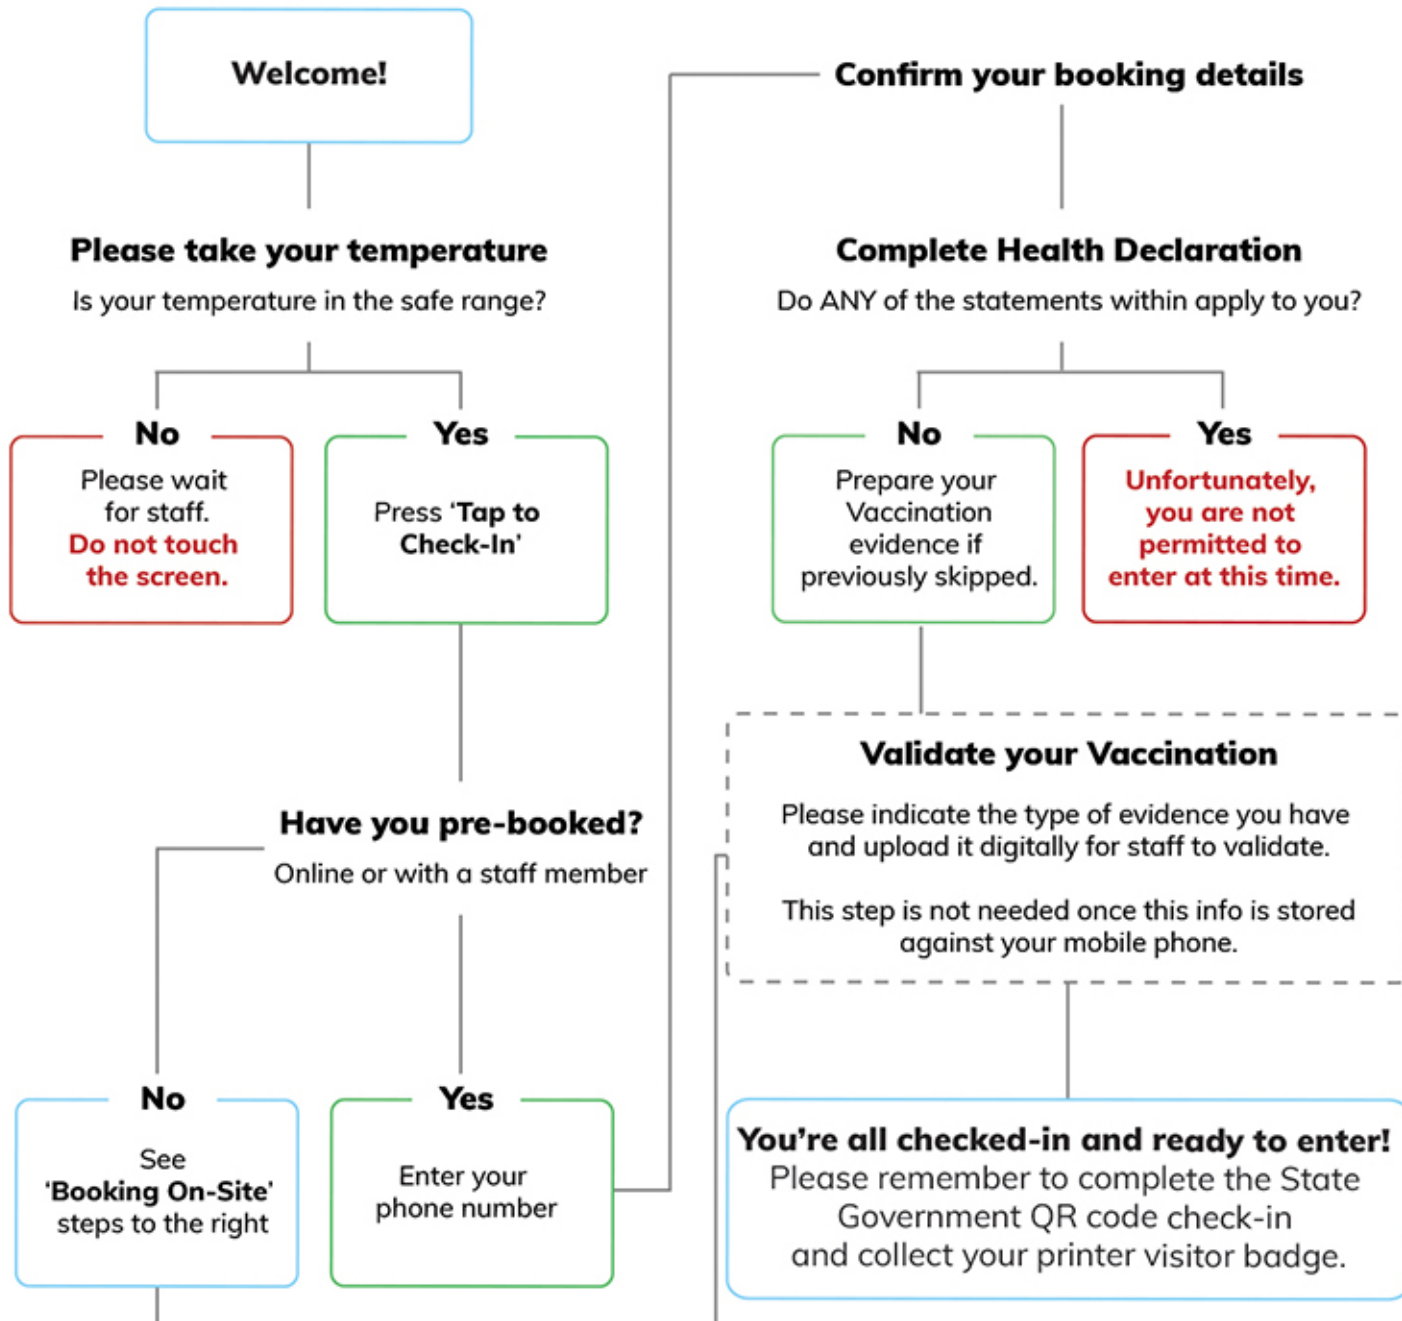 Welcome!
Please take your temperature
Is your temperature in the safe range?
No
Please wait
for staff.
Do not touch
the screen.
Yes
Press ‘Tap to
Check-In’
Have you pre-booked?
Online or with a staff member
No
See
‘Booking On-Site’
steps to the right
Yes
Enter your
phone number
Confirm your booking details
Complete Health Declaration
Do ANY of the statements within apply to you?
No
Prepare your
Vaccination
evidence if
previously skipped.
Yes
Unfortunately,
you are not
permitted to
enter at this time.
Validate your Vaccination
Please indicate the type of evidence you have
and upload it digitally for staff to validate.
This step is not needed once this info is stored
against your mobile phone.
You’re all checked-in and ready to enter!
Please remember to complete the State
Government QR code check-in
and collect your printer visitor badge.